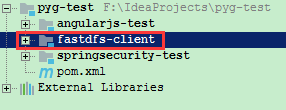 pyg-test F:\IdeaProjects\pyg-test
angularjs-test
fastdfs-client
springsecurity-test
pom.xml
External Libraries